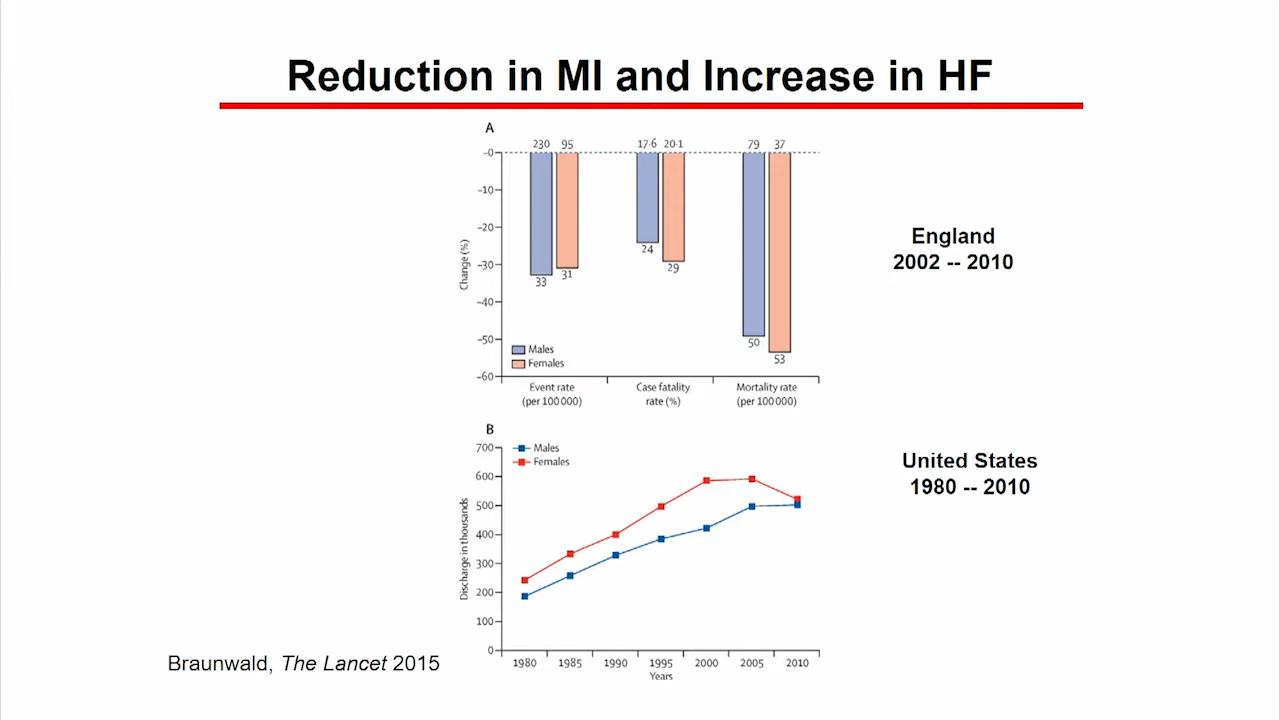 Reduction in MI and Increase in HF
A
230 95 17·6 20·1 79 37
-0
-10
-20
-30
-40
-50
-60
Change (%)
33 31 24 29 50 53
Males
Females
Event rate
(per 100 000)
Case fatality
rate (%)
Mortality rate
(per 100 000)
England
2002 -- 2010
B
700
600
500
400
300
200
100
0
Discharge in thousands
Males
Females
1980 1985 1990 1995 2000 2005 2010
Years
United States
1980 -- 2010
Braunwald, The Lancet 2015